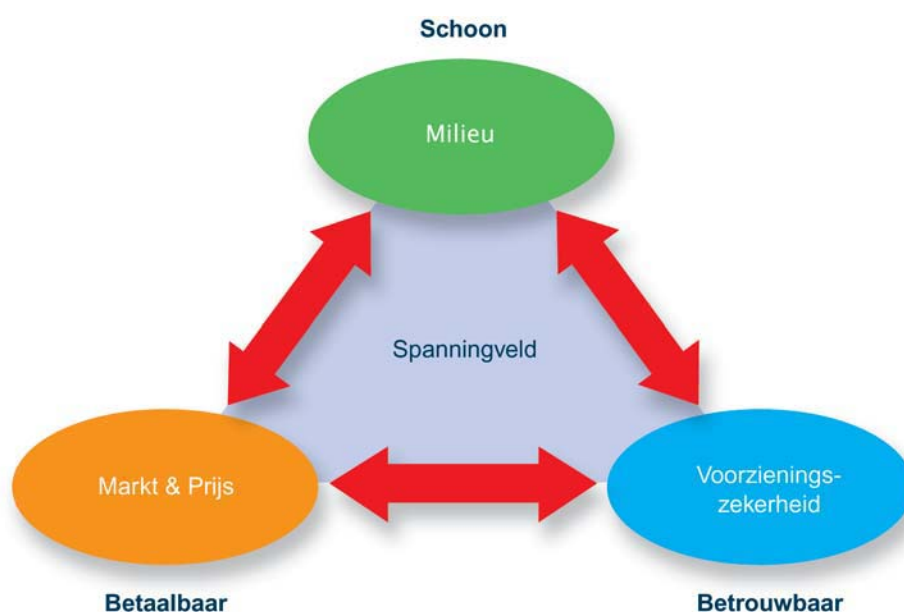 Schoon
Milieu
Spanningveld
Markt & Prijs
Voorzienings-
zekerheid
Betaalbaar
Betrouwbaar